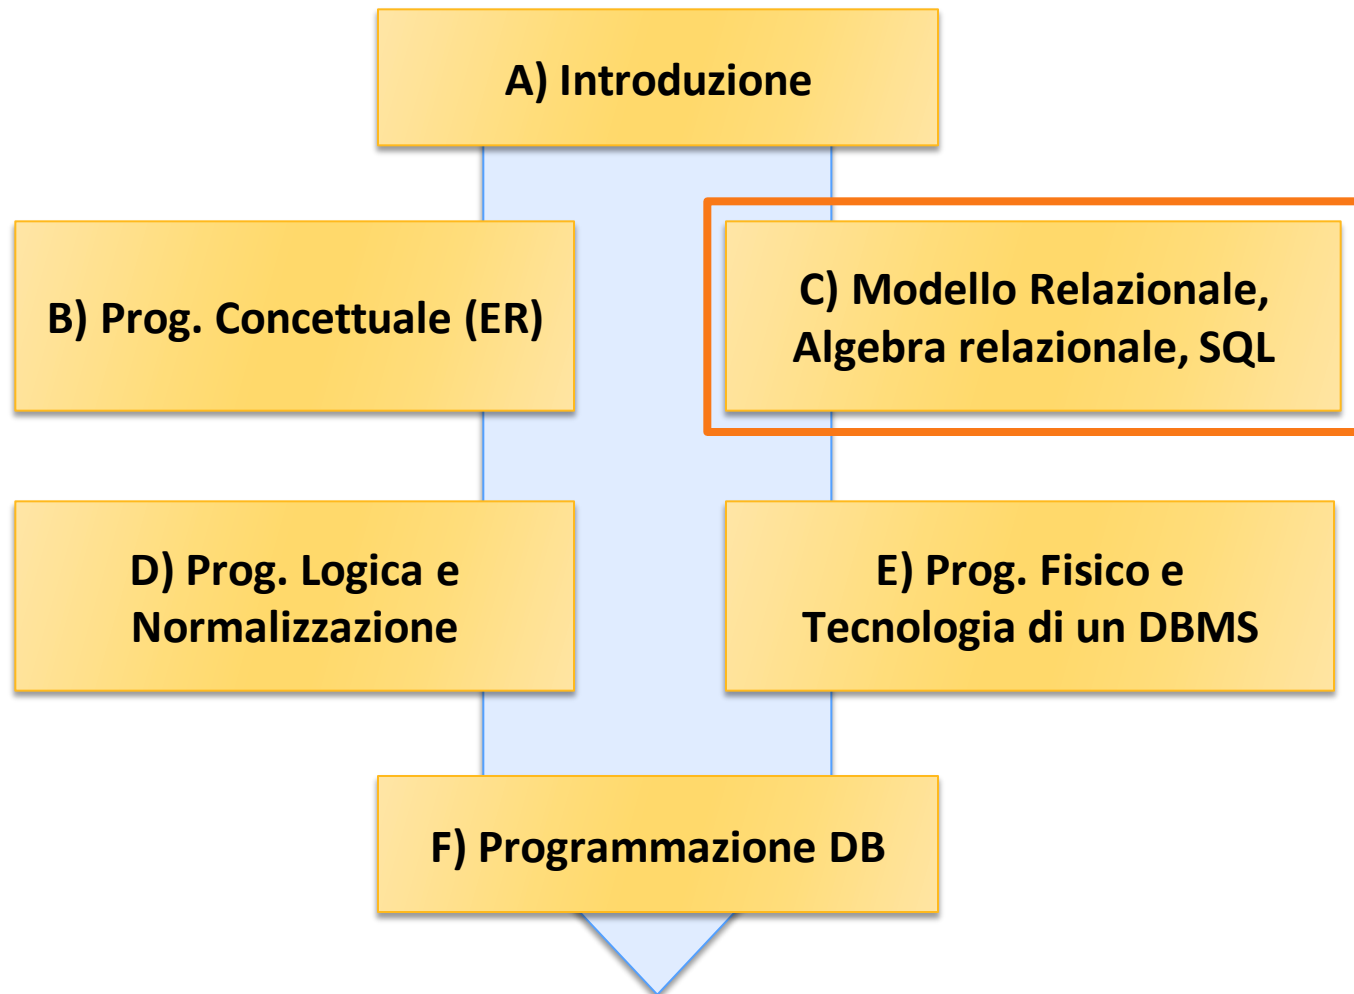 A) Introduzione
B) Prog. Concettuale (ER)
C) Modello Relazionale,
Algebra relazionale, SQL
D) Prog. Logica e
Normalizzazione
E) Prog. Fisico e
Tecnologia di un DBMS
F) Programmazione DB